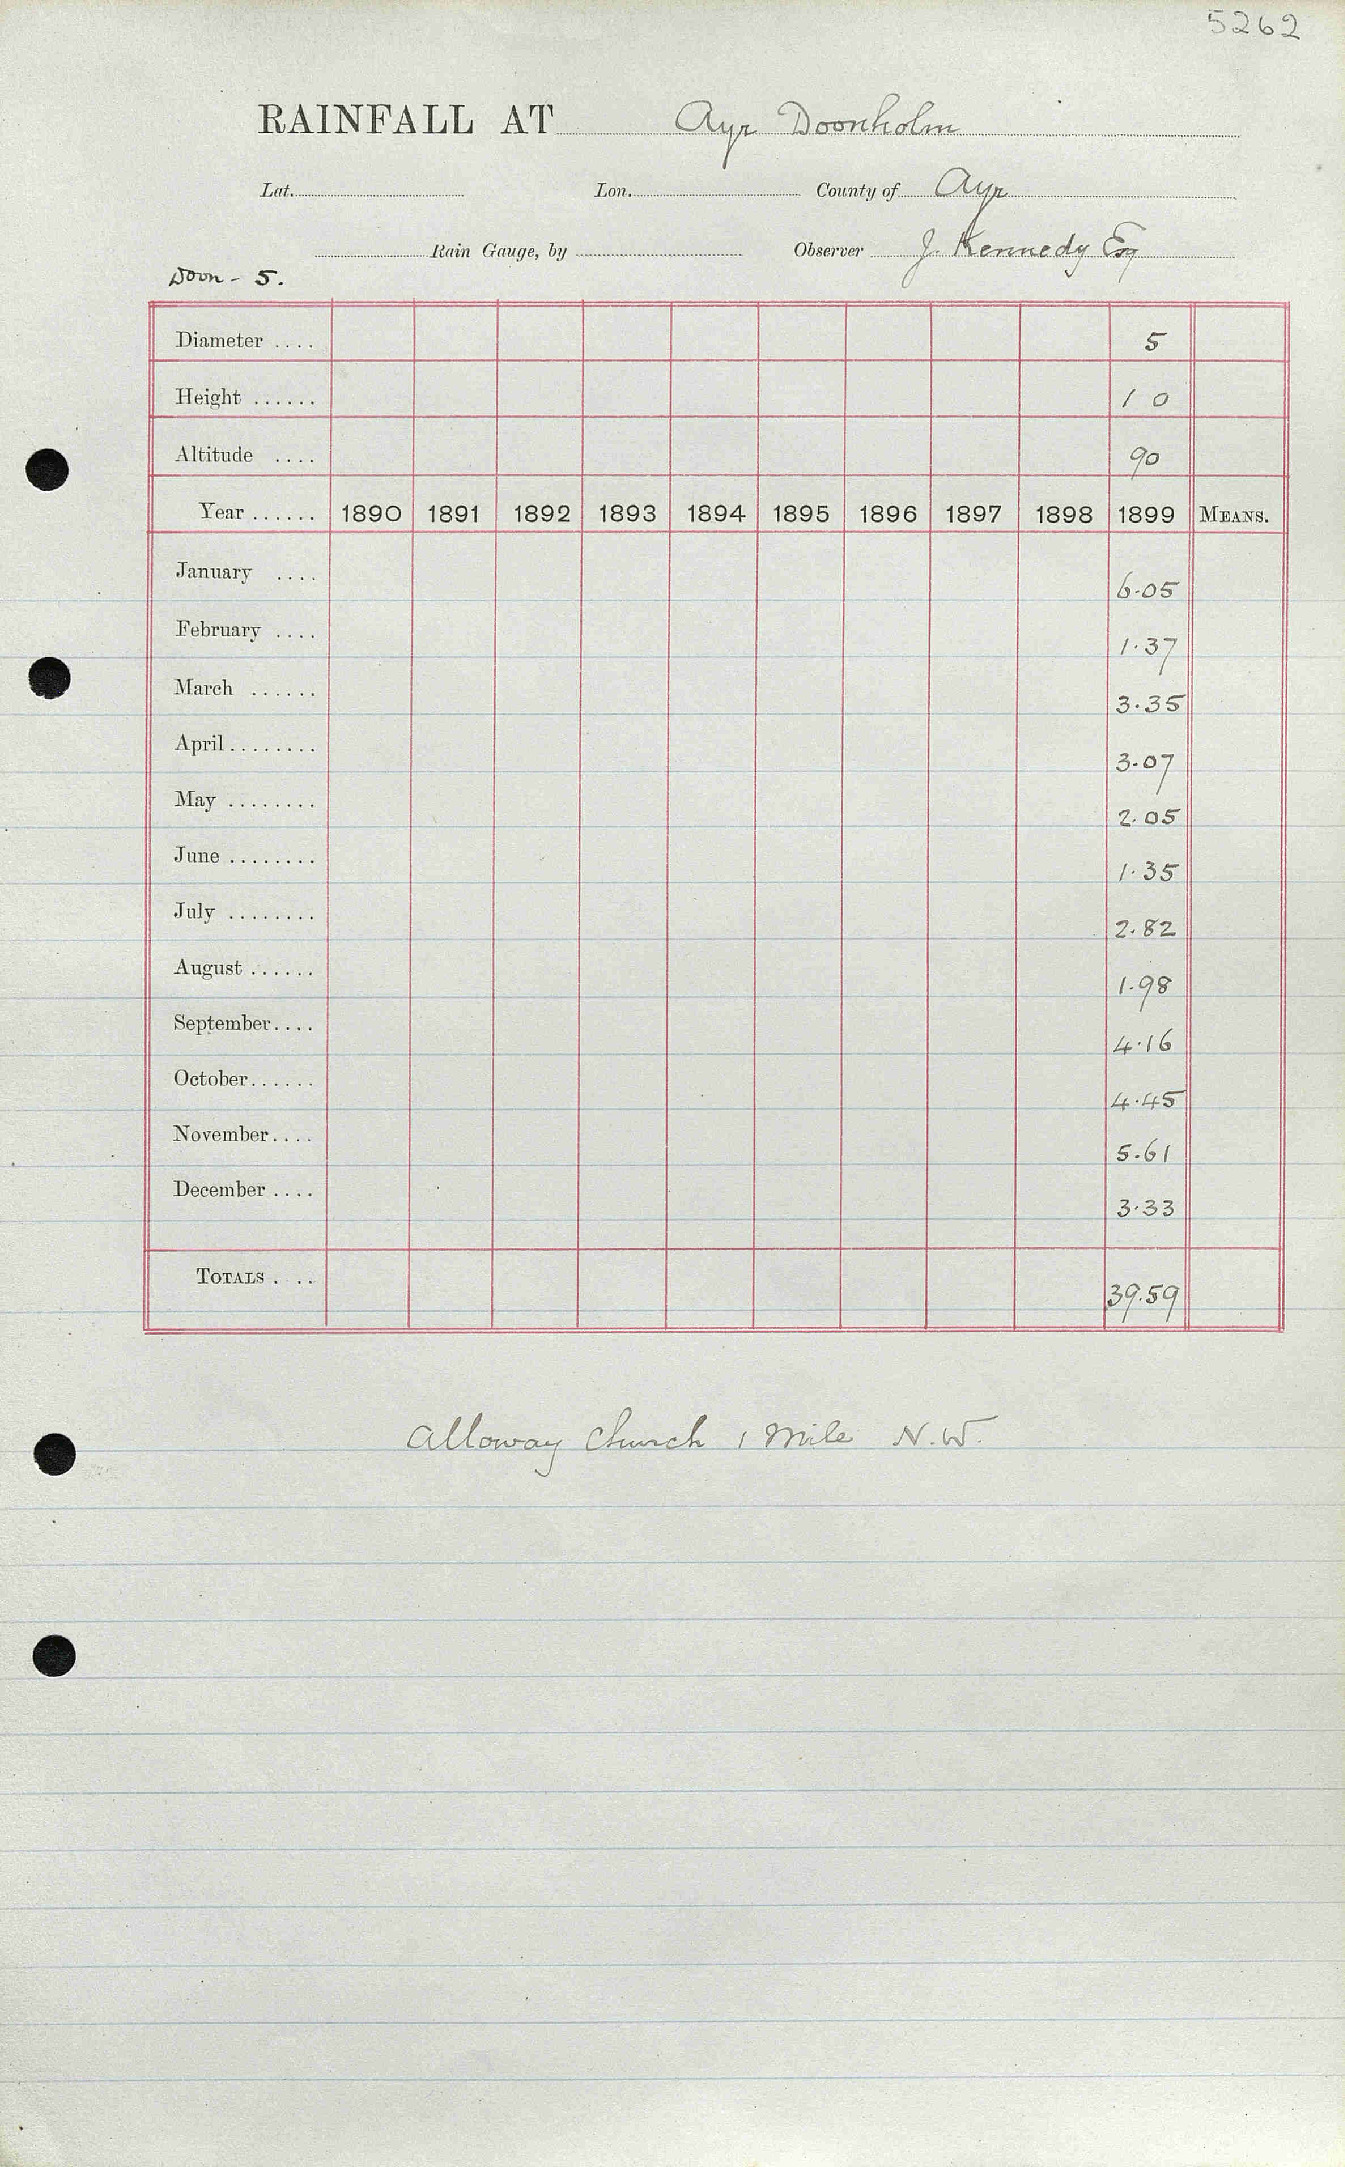 5262
RAINFALL AT Ayr Doonholm
Lat. Lon. County of Ayr
Rain Gauge, by Observer J. Kennedy Esq
Doon - 5.
Diameter .... 5
Height ...... 1 0
Altitude .... 90
Year ...... 1890 1891 1892 1893 1894 1895 1896 1897 1898 1899 MEANS.
January .... 6.05
February .... 1.37
March ...... 3.35
April ........ 3.07
May ........ 2.05
June ........ 1.35
July ........ 2.82
August ...... 1.98
September.... 4.16
October...... 4.45
November.... 5.61
December .... 3.33
TOTALS .... 39.59
Alloway Church 1 Mile N.W.